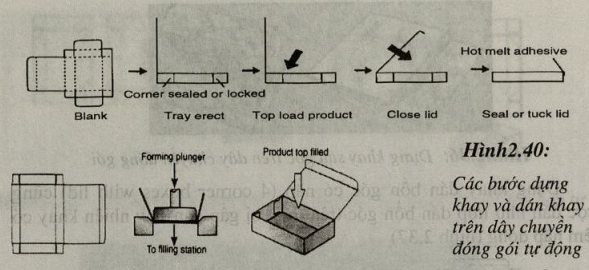 Hot melt adhesive
Corner sealed or locked
Blank
Tray erect
Top load product
Close lid
Seal or tuck lid
Forming plunger
Product top filled
To filling station
Hình2.40:
Các bước dựng
khay và dán khay
trên dây chuyền
đóng gói tự động